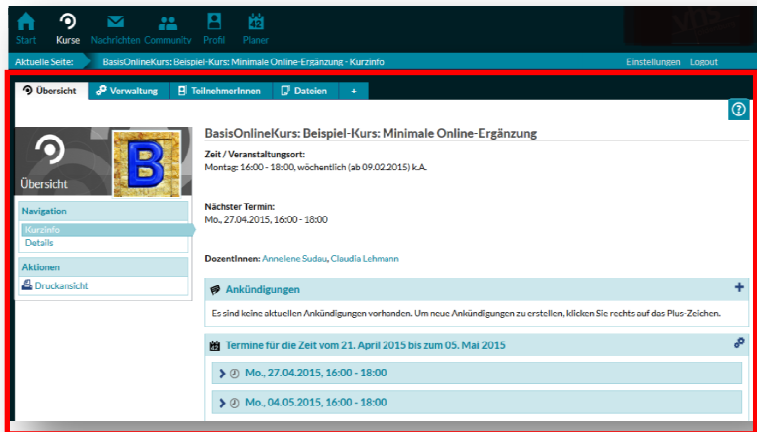 Start Kurse Nachrichten Community Profil Planer
vhs
Aktuelle Seite: BasisOnlineKurs: Beispiel-Kurs: Minimale Online-Ergänzung - Kurzinfo Einstellungen Logout
Übersicht Verwaltung TeilnehmerInnen Dateien +
?
BasisOnlineKurs: Beispiel-Kurs: Minimale Online-Ergänzung
Zeit / Veranstaltungsort:
Montag: 16:00 - 18:00, wöchentlich (ab 09.02.2015) k.A.
B
Übersicht
Nächster Termin:
Mo., 27.04.2015, 16:00 - 18:00
Navigation
Kurzinfo
Details
DozentInnen: Annelene Sudau, Claudia Lehmann
Aktionen
Druckansicht
Ankündigungen +
Es sind keine aktuellen Ankündigungen vorhanden. Um neue Ankündigungen zu erstellen, klicken Sie rechts auf das Plus-Zeichen.
Termine für die Zeit vom 21. April 2015 bis zum 05. Mai 2015
Mo., 27.04.2015, 16:00 - 18:00
Mo., 04.05.2015, 16:00 - 18:00